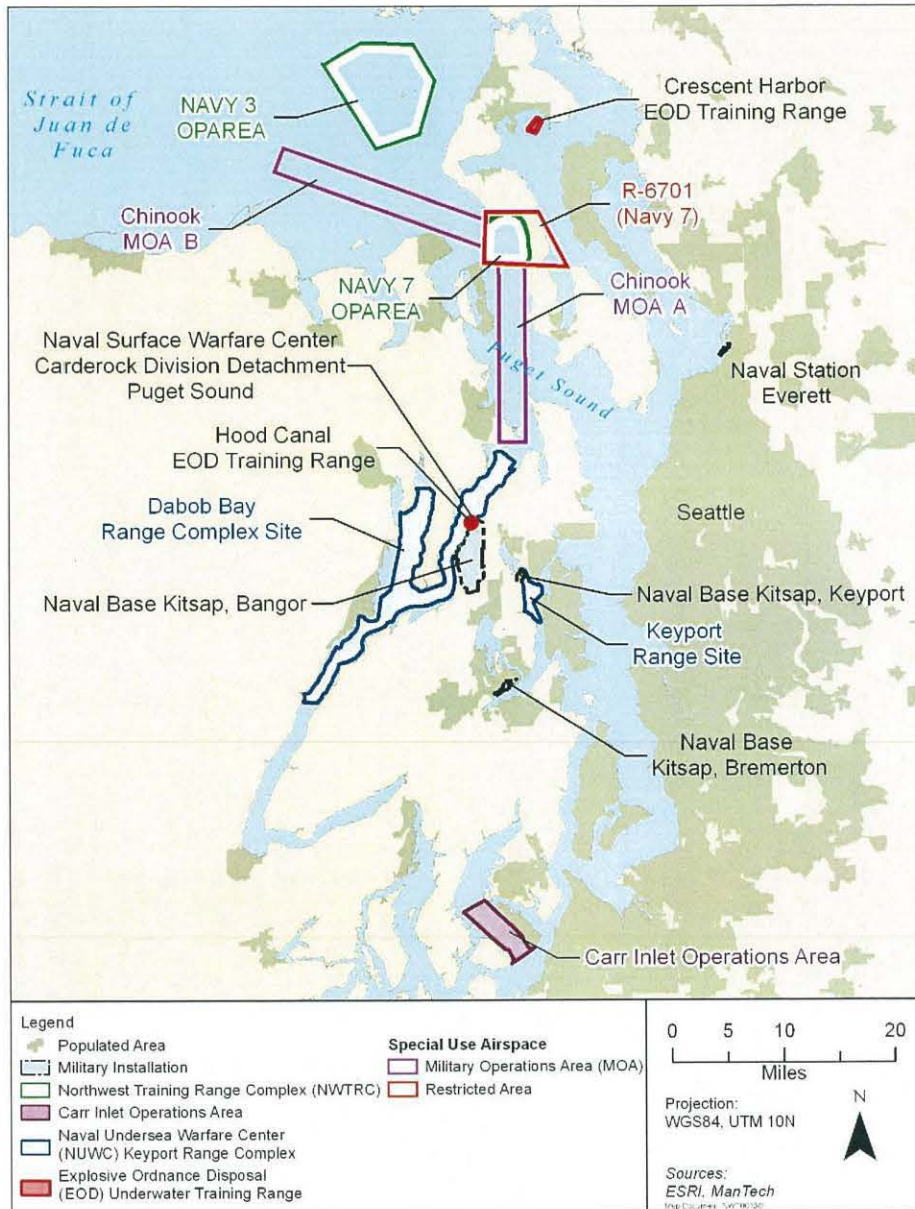 Strait of
Juan de
Fuca
NAVY 3
OPAREA
Crescent Harbor
EOD Training Range
R-6701
(Navy 7)
Chinook
MOA B
NAVY 7
OPAREA
Chinook
MOA A
Puget Sound
Naval Surface Warfare Center
Carderock Division Detachment
Puget Sound
Naval Station
Everett
Hood Canal
EOD Training Range
Dabob Bay
Range Complex Site
Seattle
Naval Base Kitsap, Bangor
Naval Base Kitsap, Keyport
Keyport
Range Site
Naval Base
Kitsap, Bremerton
Carr Inlet Operations Area
Legend
Populated Area
Military Installation
Northwest Training Range Complex (NWTRC)
Carr Inlet Operations Area
Naval Undersea Warfare Center
(NUWC) Keyport Range Complex
Explosive Ordnance Disposal
(EOD) Underwater Training Range
Special Use Airspace
Military Operations Area (MOA)
Restricted Area
0 5 10 20
Miles
Projection:
WGS84, UTM 10N
N
Sources:
ESRI, ManTech